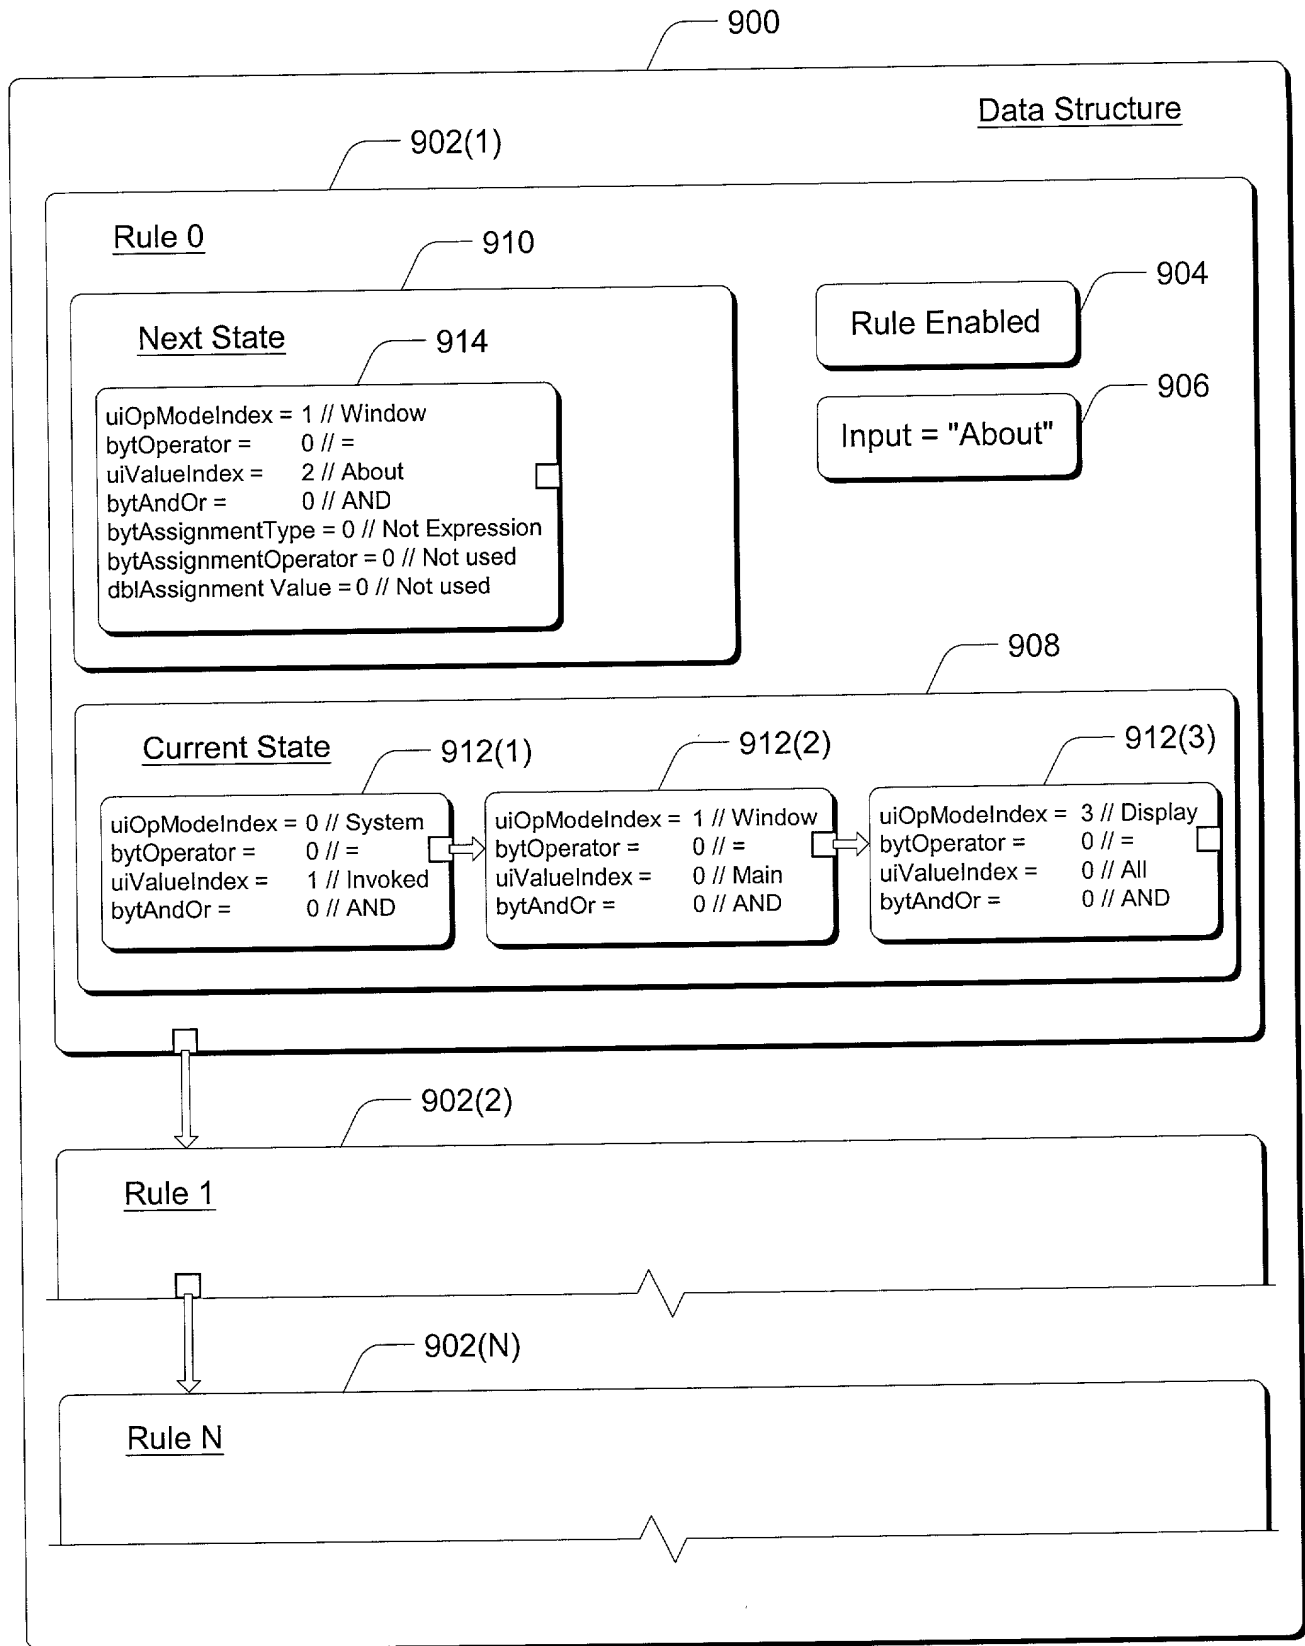 900
Data Structure
902(1)
Rule 0
910
904
Next State
914
Rule Enabled
906
Input = "About"
uiOpModeIndex = 1 // Window
bytOperator = 0 // =
uiValueIndex = 2 // About
bytAndOr = 0 // AND
bytAssignmentType = 0 // Not Expression
bytAssignmentOperator = 0 // Not used
dblAssignment Value = 0 // Not used
908
Current State
912(1)
912(2)
912(3)
uiOpModeIndex = 0 // System
bytOperator = 0 // =
uiValueIndex = 1 // Invoked
bytAndOr = 0 // AND
uiOpModeIndex = 1 // Window
bytOperator = 0 // =
uiValueIndex = 0 // Main
bytAndOr = 0 // AND
uiOpModeIndex = 3 // Display
bytOperator = 0 // =
uiValueIndex = 0 // All
bytAndOr = 0 // AND
902(2)
Rule 1
902(N)
Rule N